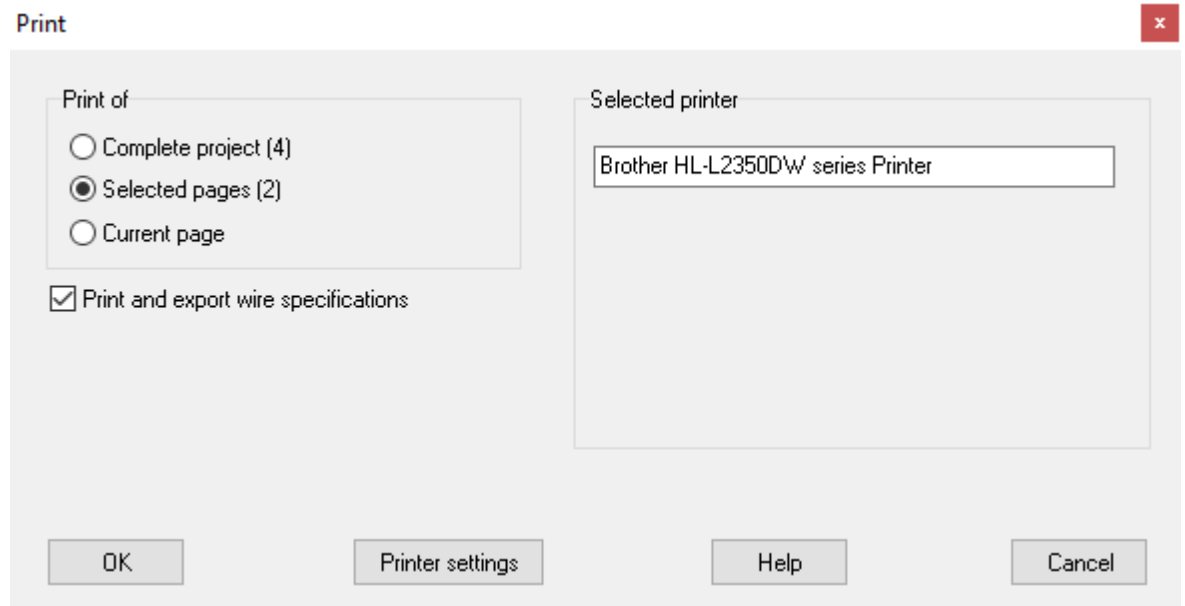 Print
x
Print of
Complete project (4)
Selected pages (2)
Current page
Print and export wire specifications
Selected printer
Brother HL-L2350DW series Printer
OK
Printer settings
Help
Cancel